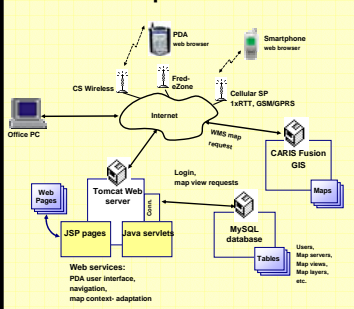 PDA
web browser
Smartphone
web browser
CS Wireless
Fred-
eZone
Cellular SP
1xRTT, GSM/GPRS
Internet
Office PC
WMS map
request
CARIS Fusion
GIS
Maps
Login,
map view requests
Tomcat Web
server
Web
Pages
Conn.
JSP pages
Java servlets
MySQL
database
Tables
Users,
Map servers,
Map views,
Map layers,
etc.
Web services:
PDA user interface,
navigation,
map context- adaptation